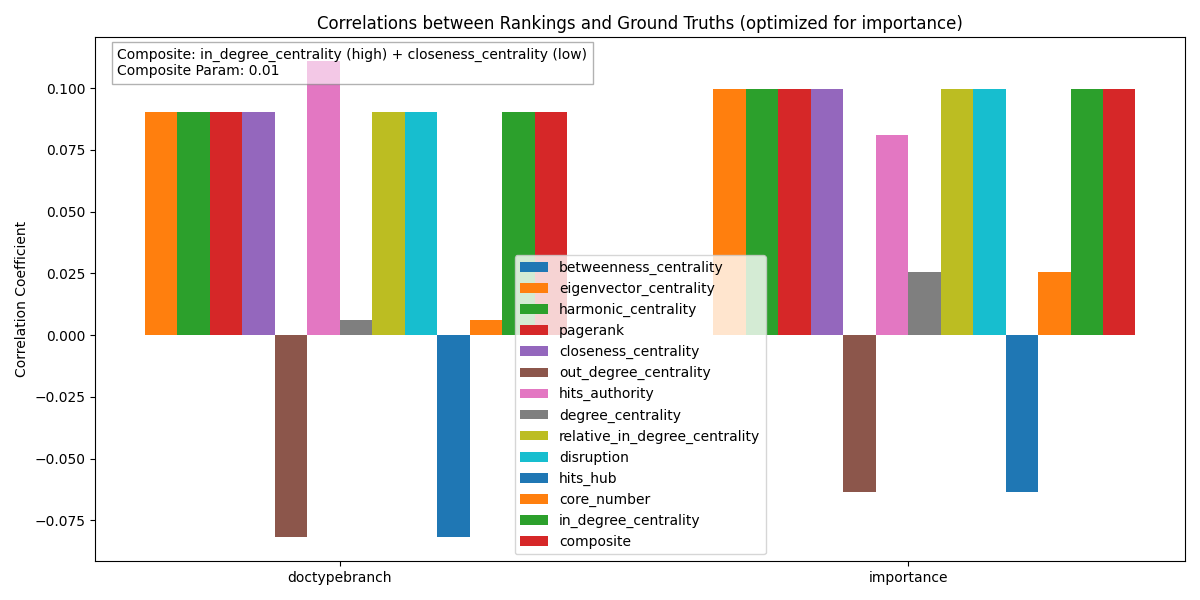 Correlations between Rankings and Ground Truths (optimized for importance)
Composite: in_degree_centrality (high) + closeness_centrality (low)
Composite Param: 0.01
Correlation Coefficient
0.100
0.075
0.050
0.025
0.000
−0.025
−0.050
−0.075
betweenness_centrality
eigenvector_centrality
harmonic_centrality
pagerank
closeness_centrality
out_degree_centrality
hits_authority
degree_centrality
relative_in_degree_centrality
disruption
hits_hub
core_number
in_degree_centrality
composite
doctypebranch
importance